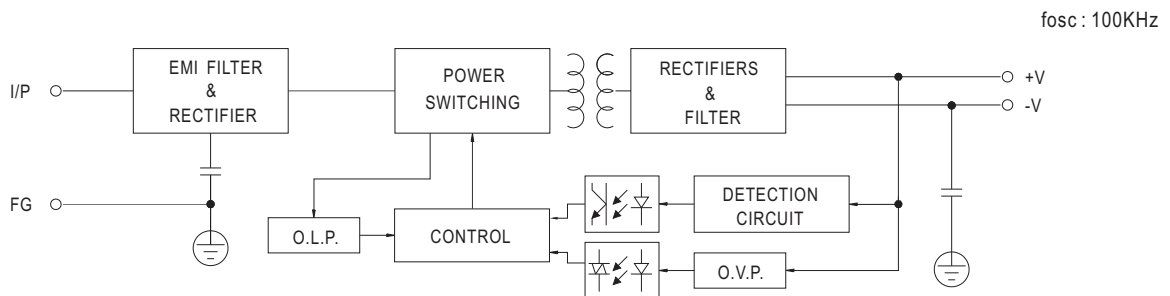 fosc : 100KHz
I/P
EMI FILTER
&
RECTIFIER
POWER
SWITCHING
RECTIFIERS
&
FILTER
+V
-V
FG
O.L.P.
CONTROL
DETECTION
CIRCUIT
O.V.P.